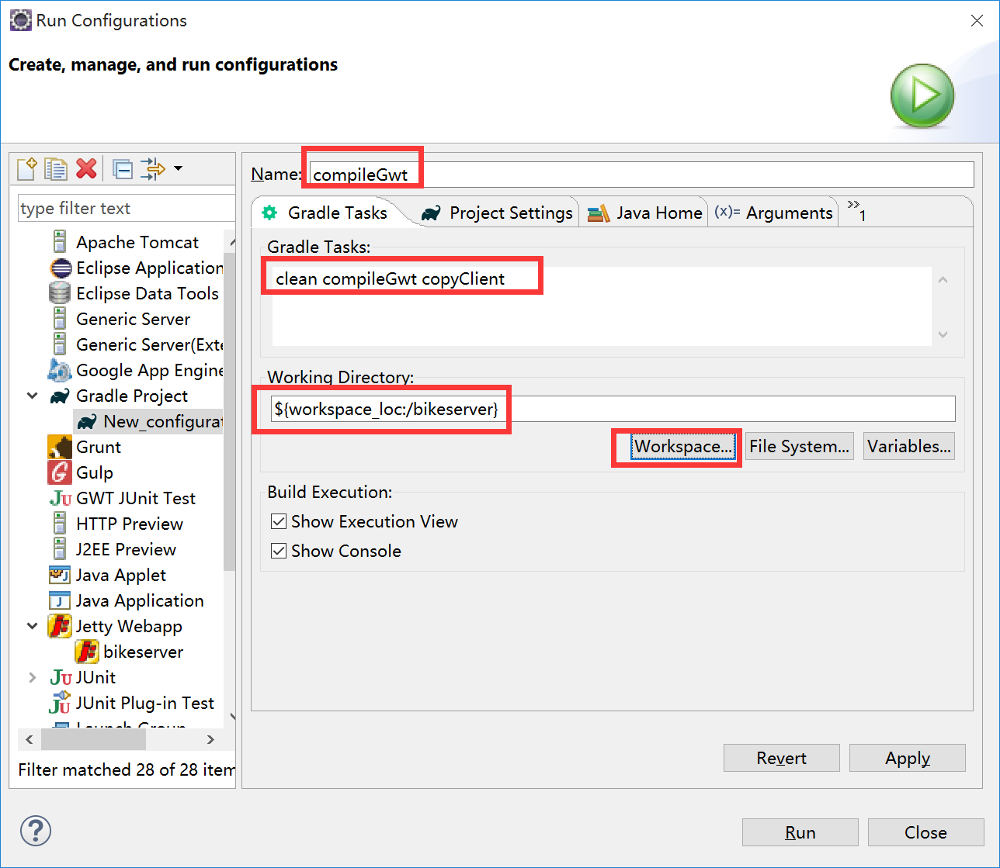 Run Configurations
Create, manage, and run configurations
type filter text
Apache Tomcat
Eclipse Application
Eclipse Data Tools
Generic Server
Generic Server(Exte
Google App Engine
Gradle Project
New_configurat
Grunt
Gulp
GWT JUnit Test
HTTP Preview
J2EE Preview
Java Applet
Java Application
Jetty Webapp
bikeserver
JUnit
JUnit Plug-in Test
Launch Group
Filter matched 28 of 28 item
Name: compileGwt
Gradle Tasks Project Settings Java Home (x)= Arguments »1
Gradle Tasks:
clean compileGwt copyClient
Working Directory:
${workspace_loc:/bikeserver}
Workspace... File System... Variables...
Build Execution:
Show Execution View
Show Console
Revert Apply
Run Close